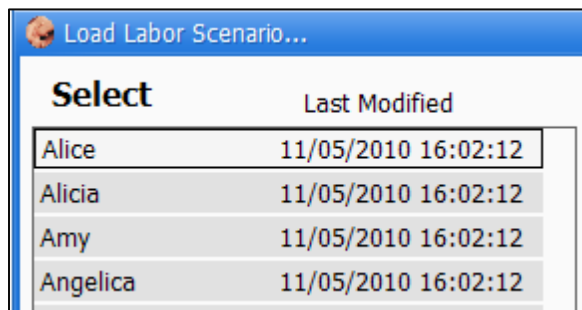 Load Labor Scenario...
Select Last Modified
Alice 11/05/2010 16:02:12
Alicia 11/05/2010 16:02:12
Amy 11/05/2010 16:02:12
Angelica 11/05/2010 16:02:12